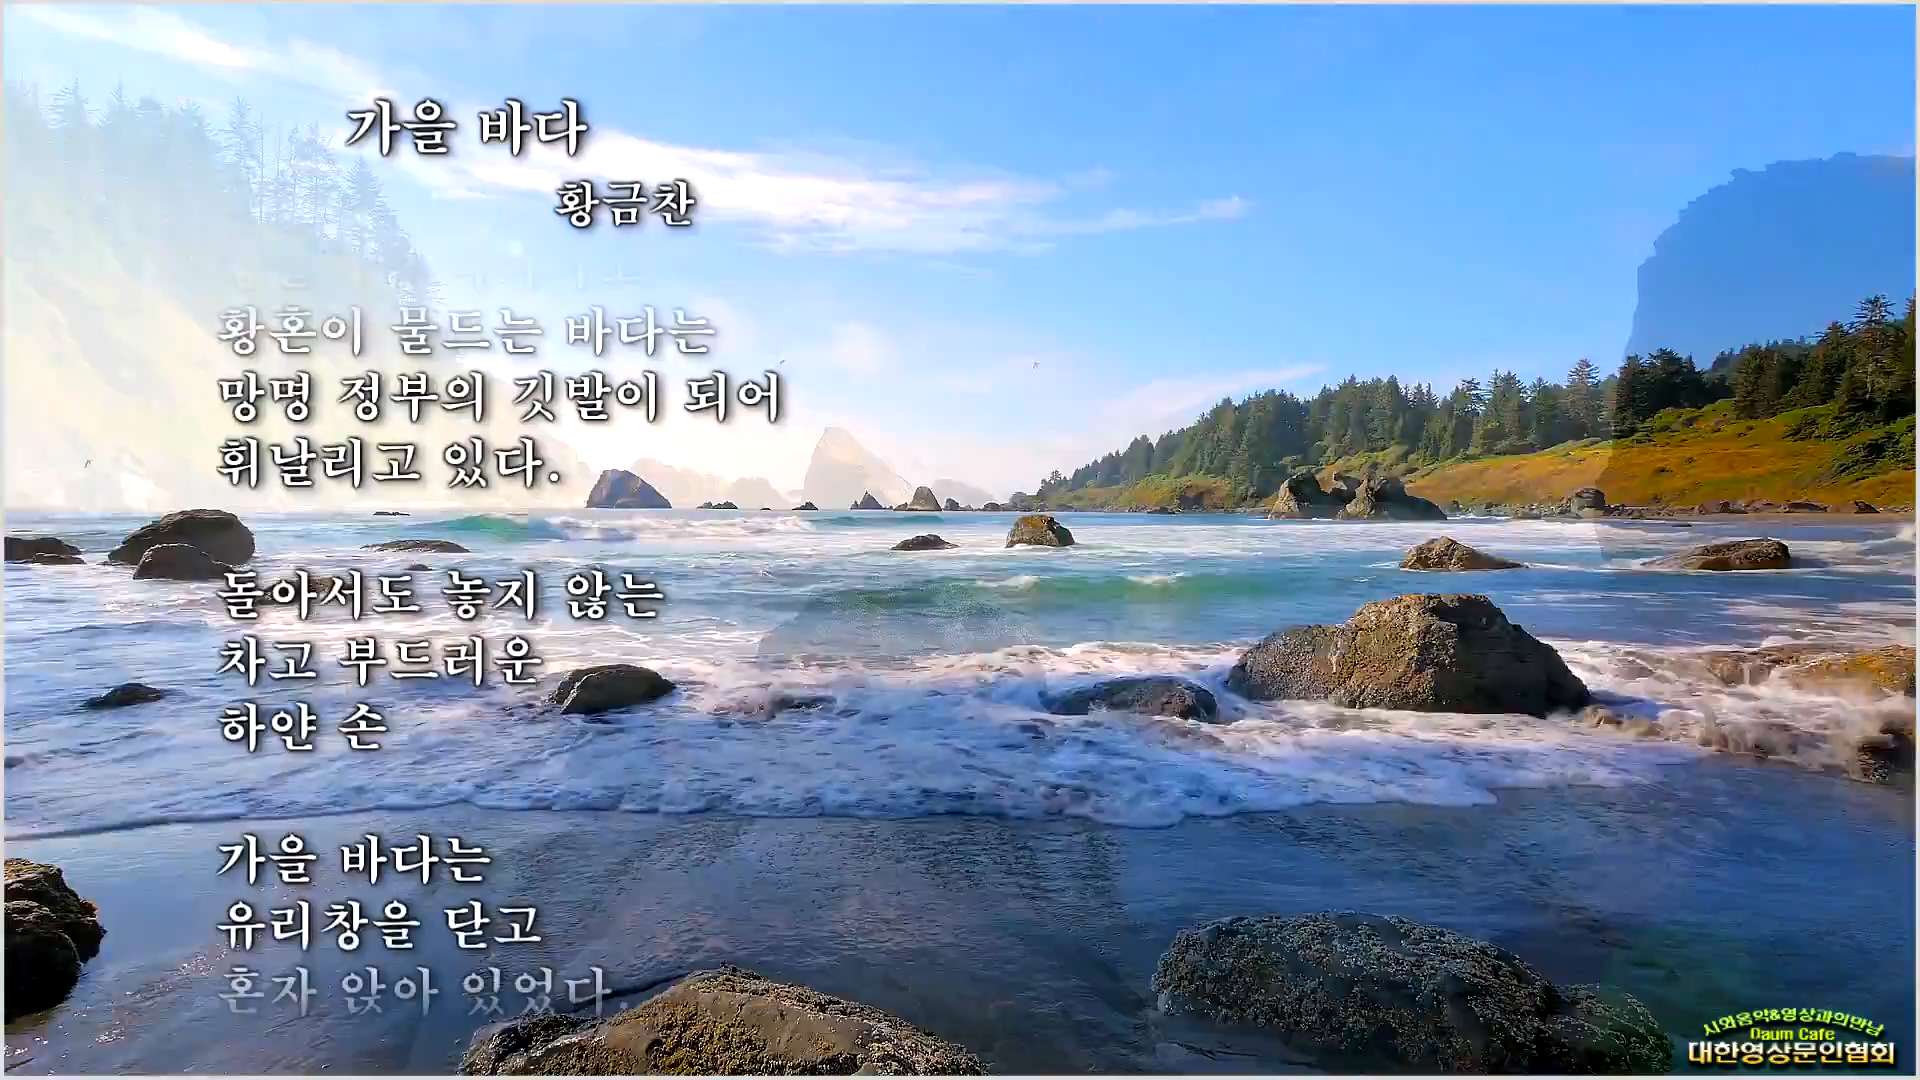 가을 바다
황금찬
황혼이 물드는 바다는
망명 정부의 깃발이 되어
휘날리고 있다.
돌아서도 놓지 않는
차고 부드러운
하얀 손
가을 바다는
유리창을 닫고
혼자 앉아 있었다.
시와음악&영상과의만남
Daum Cafe
대한영상문인협회